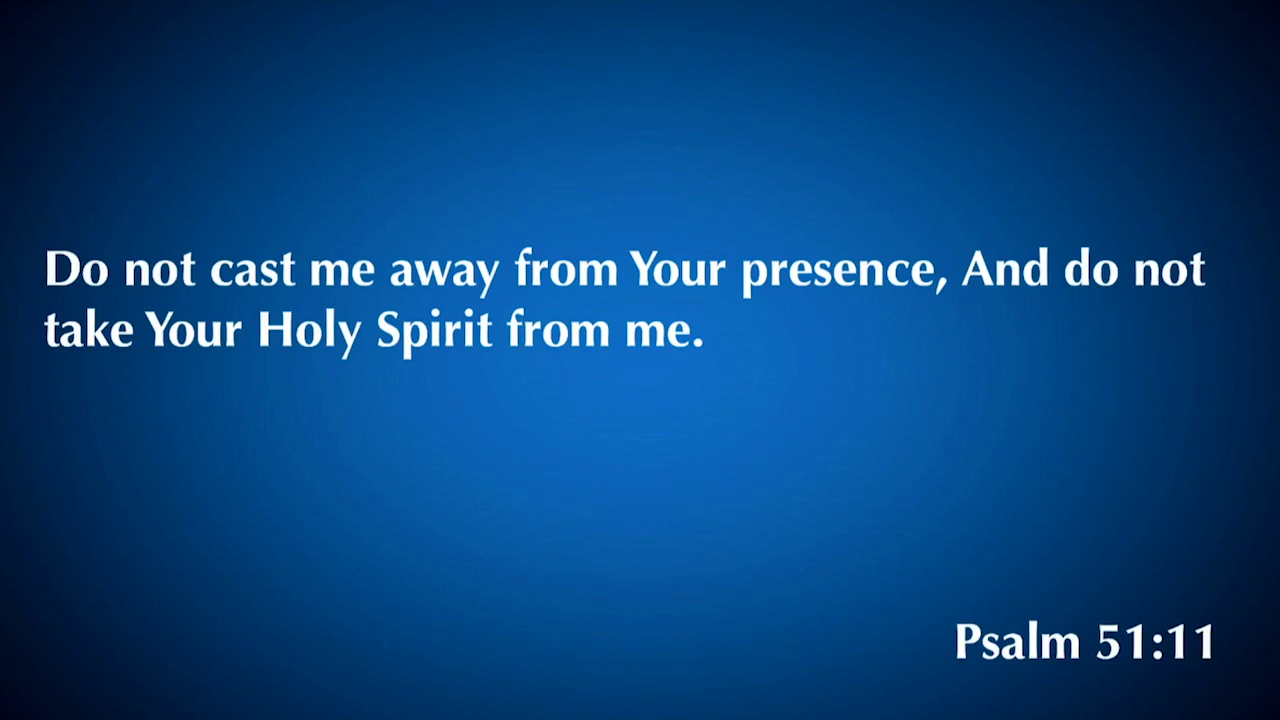 Do not cast me away from Your presence, And do not
take Your Holy Spirit from me.
Psalm 51:11